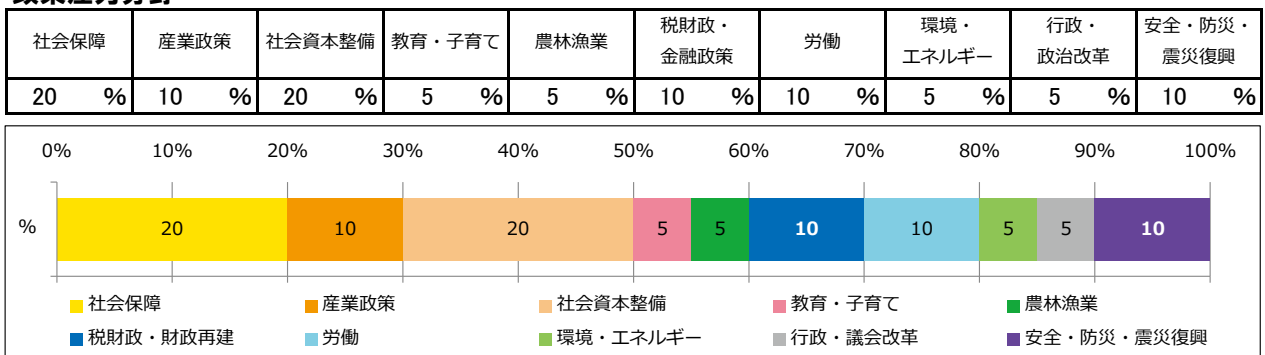 社会保障 産業政策 社会資本整備 教育・子育て 農林漁業 税財政・ 労働 環境・ 行政・ 安全・防災・
金融政策 エネルギー 政治改革 震災復興
20 % 10 % 20 % 5 % 5 % 10 % 10 % 5 % 5 % 10 %
0% 10% 20% 30% 40% 50% 60% 70% 80% 90% 100%
% 20 10 20 5 5 10 10 5 5 10
社会保障 産業政策 社会資本整備 教育・子育て 農林漁業
税財政・財政再建 労働 環境・エネルギー 行政・議会改革 安全・防災・震災復興